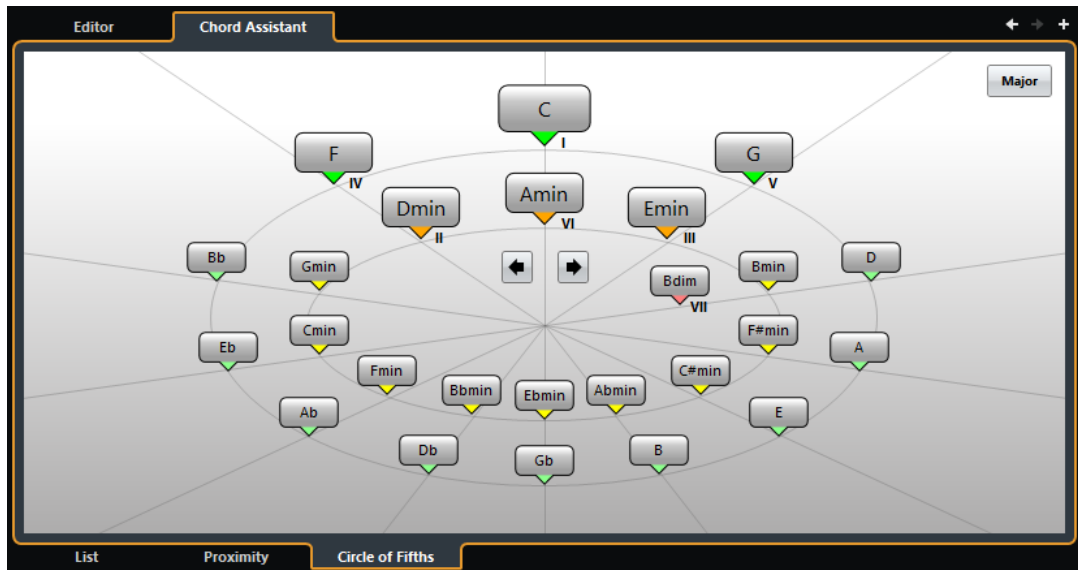 Editor Chord Assistant
Major
C
I
F G
IV V
Dmin Amin Emin
II VI III
Bb Gmin Bdim Bmin D
VII
Eb Cmin F#min A
Fmin C#min
Bbmin Ebmin Abmin
Ab E
Db Gb B
List Proximity Circle of Fifths